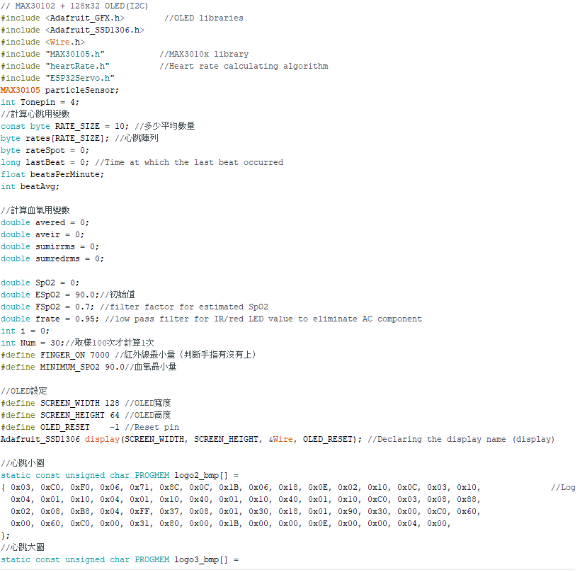 // MAX30102 + 128x32 OLED(I2C)
#include <Adafruit_GFX.h>        //OLED libraries
#include <Adafruit_SSD1306.h>
#include <Wire.h>
#include "MAX30105.h"           //MAX3010x library
#include "heartRate.h"          //Heart rate calculating algorithm
#include "ESP32Servo.h"
MAX30105 particleSensor;
int Tonepin = 4;
//計算心跳用變數
const byte RATE_SIZE = 10; //多少平均數量
byte rates[RATE_SIZE]; //心跳陣列
byte rateSpot = 0;
long lastBeat = 0; //Time at which the last beat occurred
float beatsPerMinute;
int beatAvg;
//計算血氧用變數
double avered = 0;
double aveir = 0;
double sumirrms = 0;
double sumredrms = 0;
double SpO2 = 0;
double ESpO2 = 90.0;//初始值
double FSpO2 = 0.7; //filter factor for estimated SpO2
double frate = 0.95; //low pass filter for IR/red LED value to eliminate AC component
int i = 0;
int Num = 30;//取樣100次才計算1次
#define FINGER_ON 7000 //紅外線最小量（判斷手指有沒有上）
#define MINIMUM_SPO2 90.0//血氧最小量
//OLED設定
#define SCREEN_WIDTH 128 //OLED寬度
#define SCREEN_HEIGHT 64 //OLED高度
#define OLED_RESET    -1 //Reset pin
Adafruit_SSD1306 display(SCREEN_WIDTH, SCREEN_HEIGHT, &Wire, OLED_RESET); //Declaring the display name (display)
//心跳小圖
static const unsigned char PROGMEM logo2_bmp[] =
{ 0x03, 0xC0, 0xF0, 0x06, 0x71, 0x8C, 0x0C, 0x1B, 0x06, 0x18, 0x0E, 0x02, 0x10, 0x0C, 0x03, 0x10,              //Log
  0x04, 0x01, 0x10, 0x04, 0x01, 0x10, 0x40, 0x01, 0x10, 0x40, 0x01, 0x10, 0xC0, 0x03, 0x08, 0x88,
  0x02, 0x08, 0xB8, 0x04, 0xFF, 0x37, 0x08, 0x01, 0x30, 0x18, 0x01, 0x90, 0x30, 0x00, 0xC0, 0x60,
  0x00, 0x60, 0xC0, 0x00, 0x31, 0x80, 0x00, 0x1B, 0x00, 0x00, 0x0E, 0x00, 0x00, 0x04, 0x00,
};
//心跳大圖
static const unsigned char PROGMEM logo3_bmp[] =